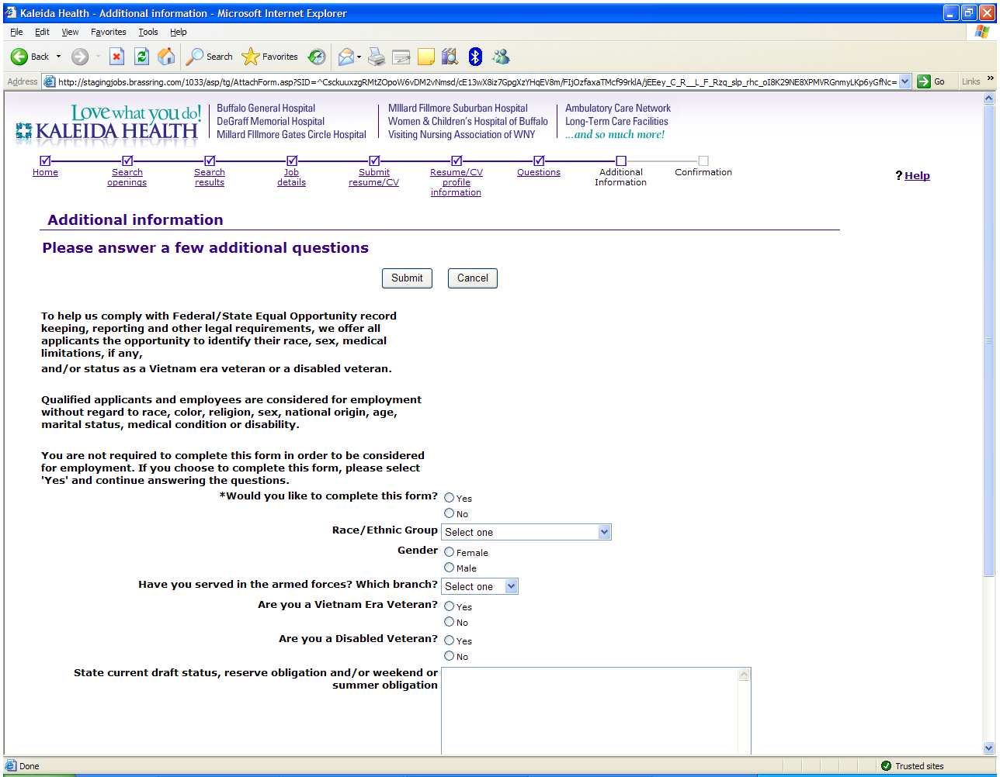 Kaleida Health - Additional information - Microsoft Internet Explorer
File Edit View Favorites Tools Help
Back Search Favorites
Address http://stagingjobs.brassring.com/1033/asp/tg/AttachForm.asp?SID= Go Links
Love what you do!
KALEIDA HEALTH
Buffalo General Hospital
DeGraff Memorial Hospital
Millard FIllmore Gates Circle Hospital
MIllard Fillmore Suburban Hospital
Women & Children's Hospital of Buffalo
Visiting Nursing Association of WNY
Ambulatory Care Network
Long-Term Care Facilities
...and so much more!
Home
Search
openings
Search
results
Job
details
Submit
resume/CV
Resume/CV
profile
information
Questions
Additional
Information
Confirmation
? Help
Additional information
Please answer a few additional questions
Submit Cancel
To help us comply with Federal/State Equal Opportunity record
keeping, reporting and other legal requirements, we offer all
applicants the opportunity to identify their race, sex, medical
limitations, if any,
and/or status as a Vietnam era veteran or a disabled veteran.
Qualified applicants and employees are considered for employment
without regard to race, color, religion, sex, national origin, age,
marital status, medical condition or disability.
You are not required to complete this form in order to be considered
for employment. If you choose to complete this form, please select
'Yes' and continue answering the questions.
*Would you like to complete this form? Yes
No
Race/Ethnic Group Select one
Gender Female
Male
Have you served in the armed forces? Which branch? Select one
Are you a Vietnam Era Veteran? Yes
No
Are you a Disabled Veteran? Yes
No
State current draft status, reserve obligation and/or weekend or
summer obligation
Done Trusted sites